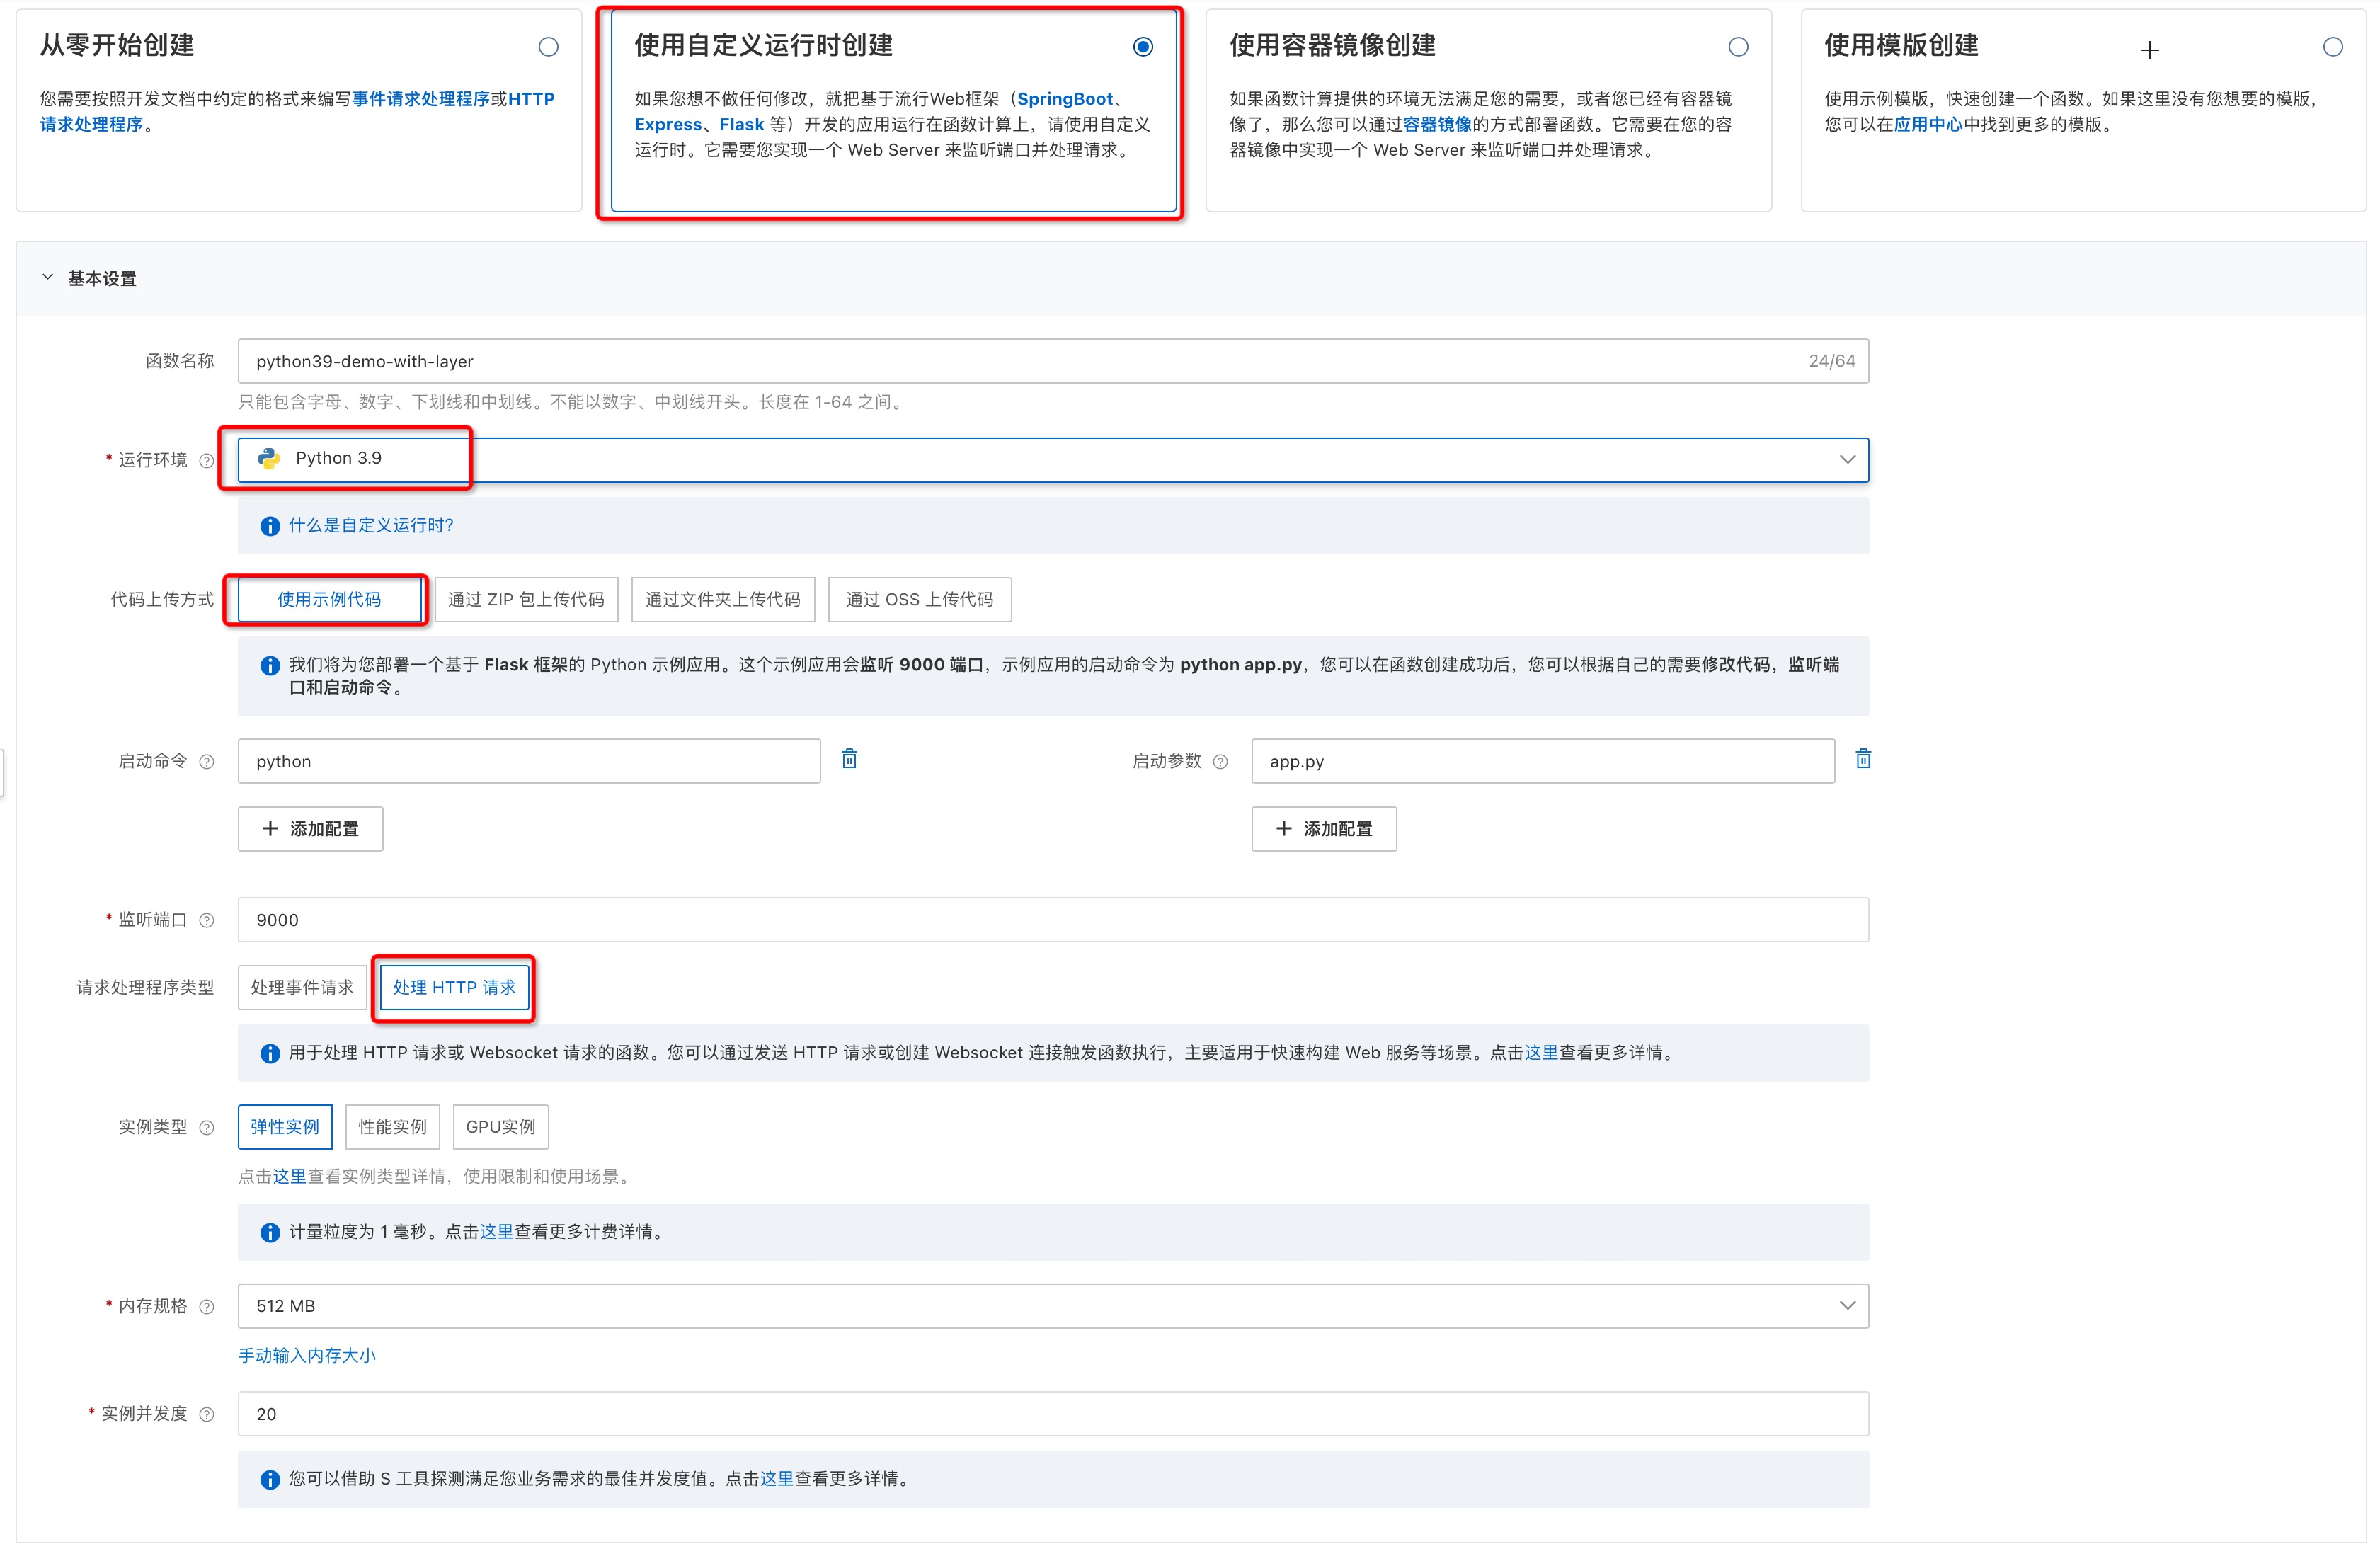 从零开始创建
您需要按照开发文档中约定的格式来编写事件请求处理程序或HTTP
请求处理程序。
使用自定义运行时创建
如果您想不做任何修改，就把基于流行Web框架（SpringBoot、
Express、Flask 等）开发的应用运行在函数计算上，请使用自定义
运行时。它需要您实现一个 Web Server 来监听端口并处理请求。
使用容器镜像创建
如果函数计算提供的环境无法满足您的需要，或者您已经有容器镜
像了，那么您可以通过容器镜像的方式部署函数。它需要在您的容
器镜像中实现一个 Web Server 来监听端口并处理请求。
使用模版创建
使用示例模版，快速创建一个函数。如果这里没有您想要的模版，
您可以在应用中心中找到更多的模版。
基本设置
函数名称 python39-demo-with-layer 24/64
只能包含字母、数字、下划线和中划线。不能以数字、中划线开头。长度在 1-64 之间。
* 运行环境 Python 3.9
什么是自定义运行时?
代码上传方式 使用示例代码 通过 ZIP 包上传代码 通过文件夹上传代码 通过 OSS 上传代码
我们将为您部署一个基于 Flask 框架的 Python 示例应用。这个示例应用会监听 9000 端口，示例应用的启动命令为 python app.py，您可以在函数创建成功后，您可以根据自己的需要修改代码，监听端
口和启动命令。
启动命令 python 启动参数 app.py
添加配置 添加配置
* 监听端口 9000
请求处理程序类型 处理事件请求 处理 HTTP 请求
用于处理 HTTP 请求或 Websocket 请求的函数。您可以通过发送 HTTP 请求或创建 Websocket 连接触发函数执行，主要适用于快速构建 Web 服务等场景。点击这里查看更多详情。
实例类型 弹性实例 性能实例 GPU实例
点击这里查看实例类型详情，使用限制和使用场景。
计量粒度为 1 毫秒。点击这里查看更多计费详情。
* 内存规格 512 MB
手动输入内存大小
* 实例并发度 20
您可以借助 S 工具探测满足您业务需求的最佳并发度值。点击这里查看更多详情。